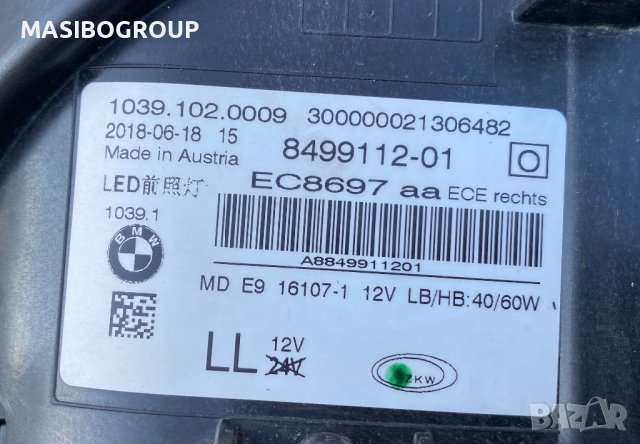 MASIBOGROUP
1039.102.0009 300000021306482
2018-06-18 15
Made in Austria
8499112-01
LED前照灯
EC8697 aa ECE rechts
1039.1
BMW
A8849911201
MD E9 16107-1 12V LB/HB:40/60W
LL 12V
24V
ZKW
BAZAR